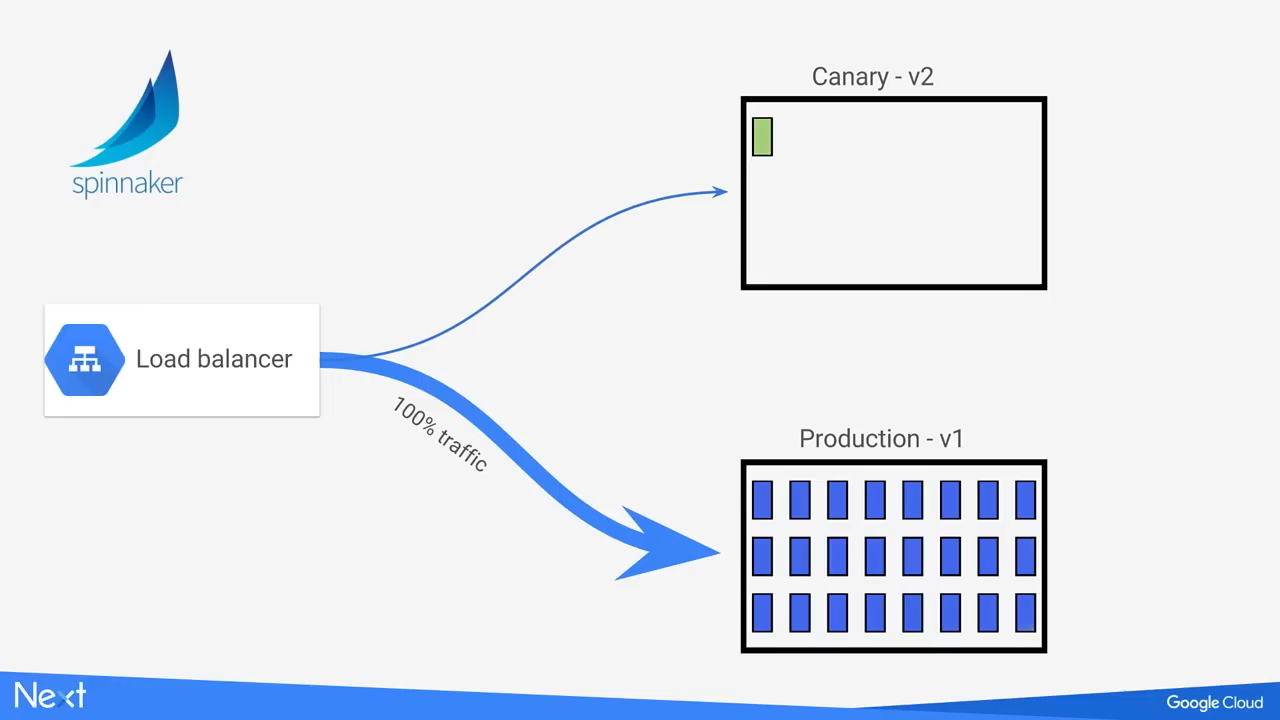 spinnaker
Canary - v2
Load balancer
100% traffic
Production - v1
Next
Google Cloud